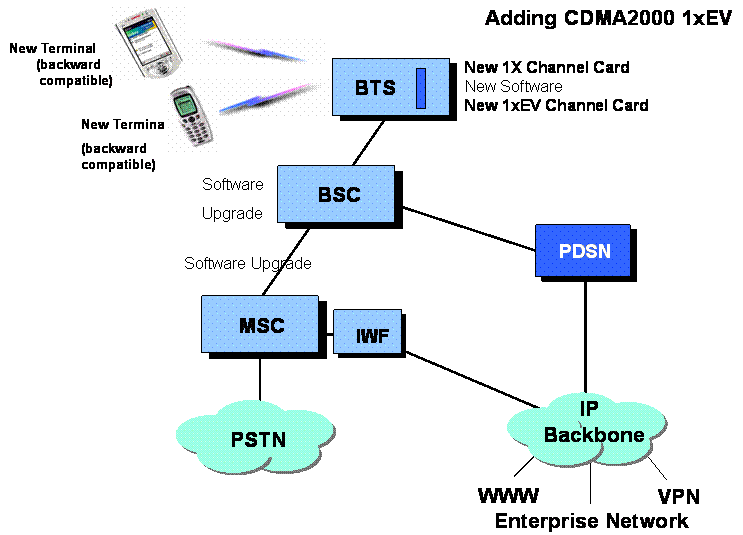 Adding CDMA2000 1xEV
New Terminal
(backward
compatible)
New Termina
(backward
compatible)
BTS
New 1X Channel Card
New Software
New 1xEV Channel Card
Software
Upgrade
BSC
PDSN
Software Upgrade
MSC
IWF
PSTN
IP
Backbone
WWW
VPN
Enterprise Network